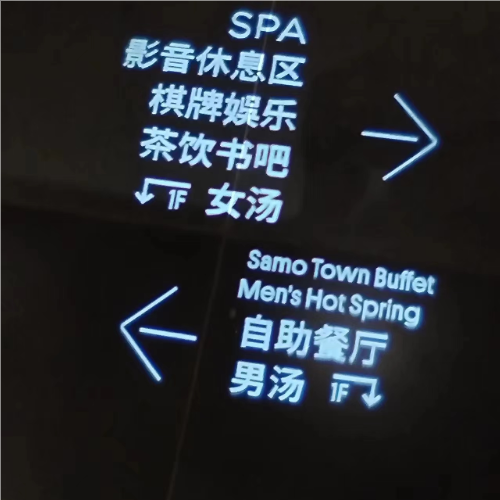 SPA
影音休息区
棋牌娱乐
茶饮书吧
1F 女汤
Samo Town Buffet
Men's Hot Spring
自助餐厅
男汤 1F